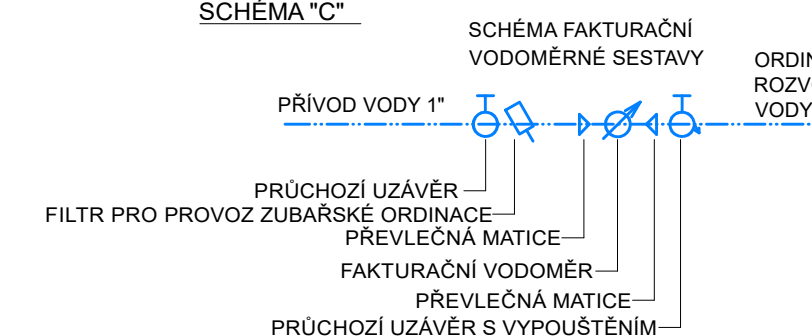 SCHÉMA "C"
SCHÉMA FAKTURAČNÍ
VODOMĚRNÉ SESTAVY
PŘÍVOD VODY 1"
VODY
PRŮCHOZÍ UZÁVĚR
FILTR PRO PROVOZ ZUBAŘSKÉ ORDINACE
PŘEVLEČNÁ MATICE
FAKTURAČNÍ VODOMĚR
PŘEVLEČNÁ MATICE
PRŮCHOZÍ UZÁVĚR S VYPOUŠTĚNÍM